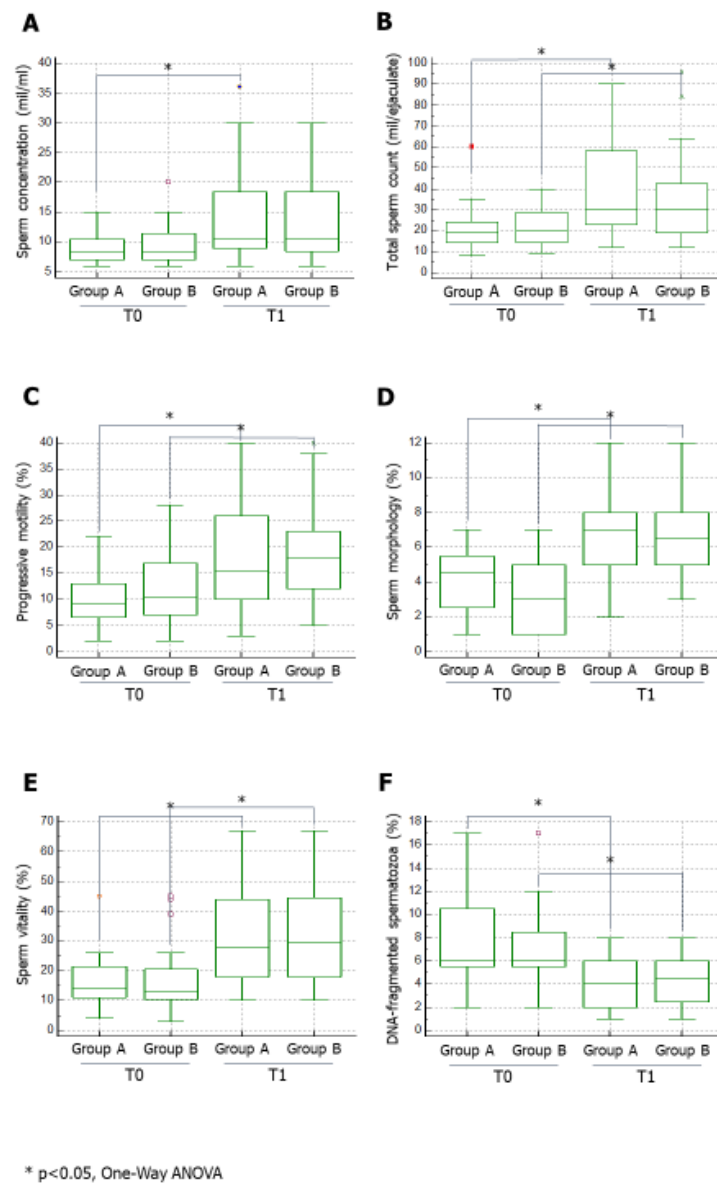 A
*
Sperm concentration (mil/ml)
40
35
30
25
20
15
10
5
Group A Group B Group A Group B
T0 T1
B
*
*
Total sperm count (mil/ejaculate)
100
90
80
70
60
50
40
30
20
10
0
Group A Group B Group A Group B
T0 T1
C
*
*
Progressive motility (%)
40
35
30
25
20
15
10
5
0
Group A Group B Group A Group B
T0 T1
D
*
*
Sperm morphology (%)
12
10
8
6
4
2
0
Group A Group B Group A Group B
T0 T1
E
*
*
Sperm vitality (%)
70
60
50
40
30
20
10
0
Group A Group B Group A Group B
T0 T1
F
*
*
DNA-fragmented spermatozoa (%)
18
16
14
12
10
8
6
4
2
0
Group A Group B Group A Group B
T0 T1
* p<0.05, One-Way ANOVA